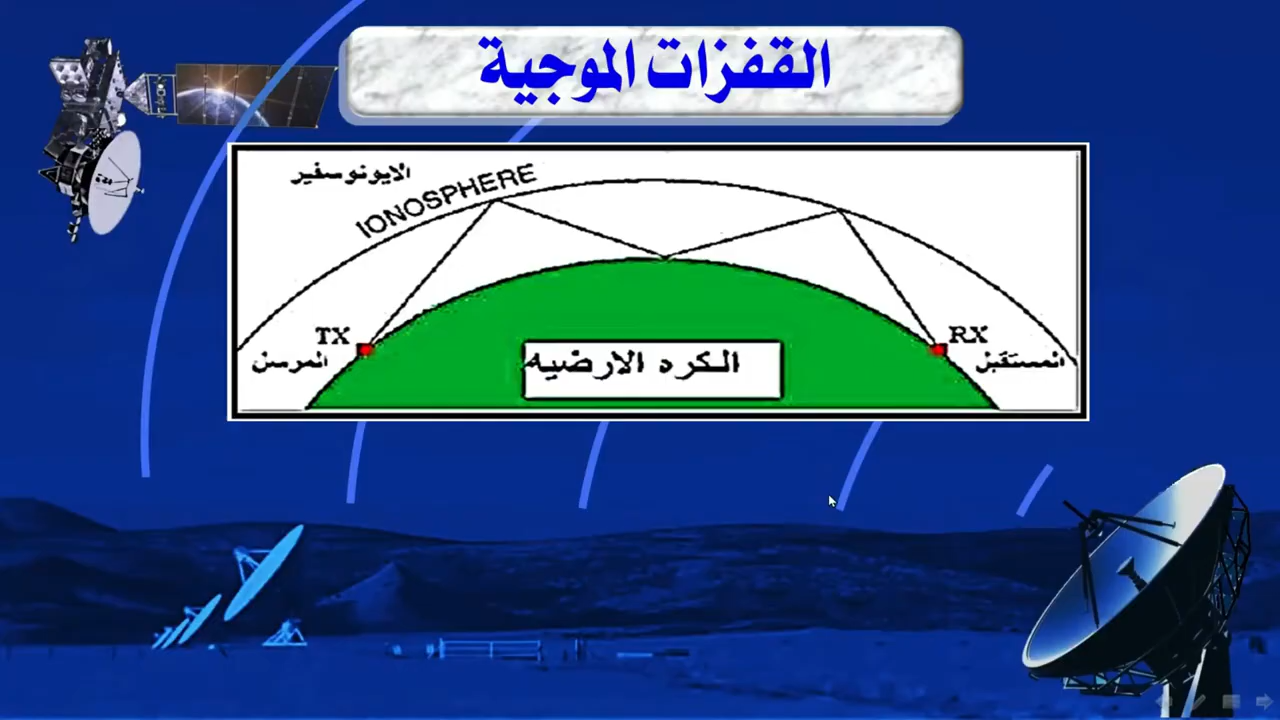 القفزات الموجية
الايونوسفير
IONOSPHERE
TX
المرسل
RX
المستقبل
الكره الارضيه